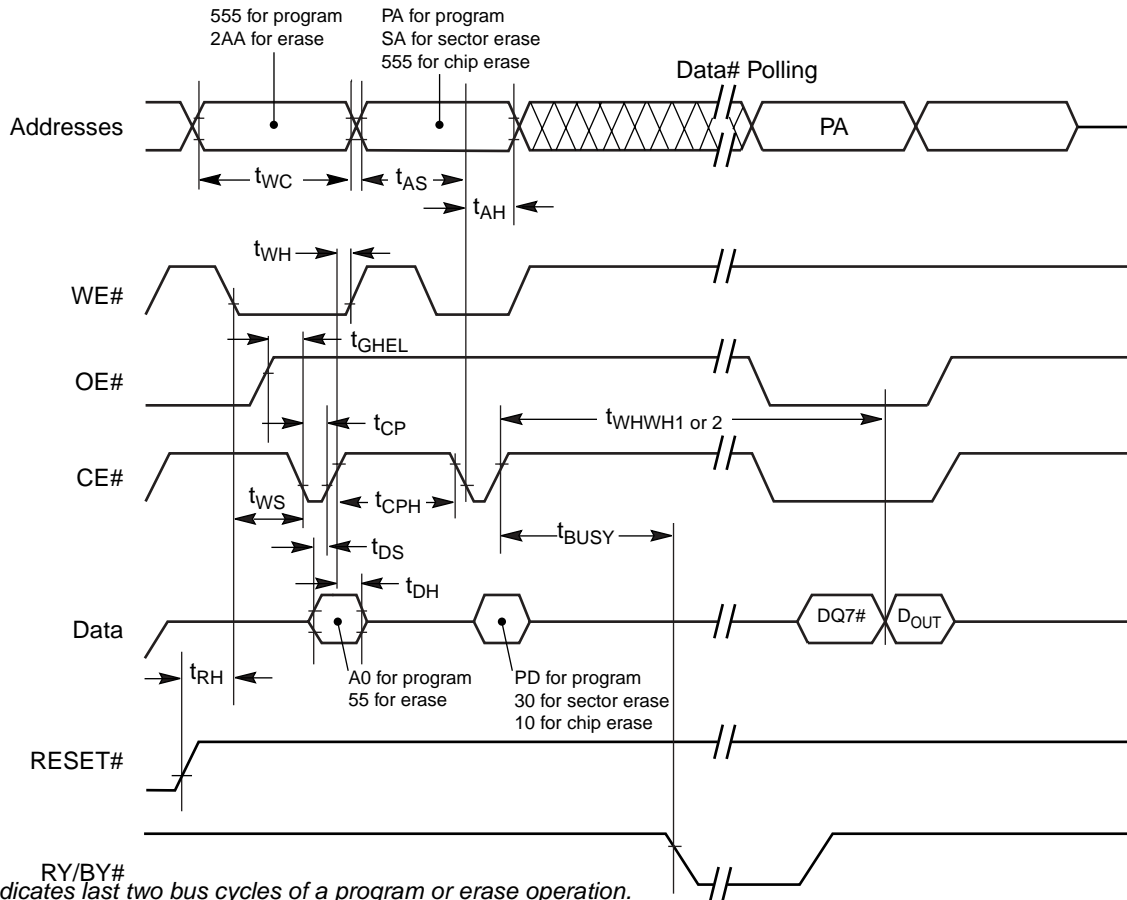 555 for program
2AA for erase
PA for program
SA for sector erase
555 for chip erase
Data# Polling
Addresses
PA
tWC
tAS
tAH
tWH
WE#
tGHEL
OE#
tWHWH1 or 2
tCP
CE#
tWS
tCPH
tBUSY
tDS
tDH
Data
DQ7#
DOUT
tRH
A0 for program
55 for erase
PD for program
30 for sector erase
10 for chip erase
RESET#
RY/BY#
dicates last two bus cycles of a program or erase operation.